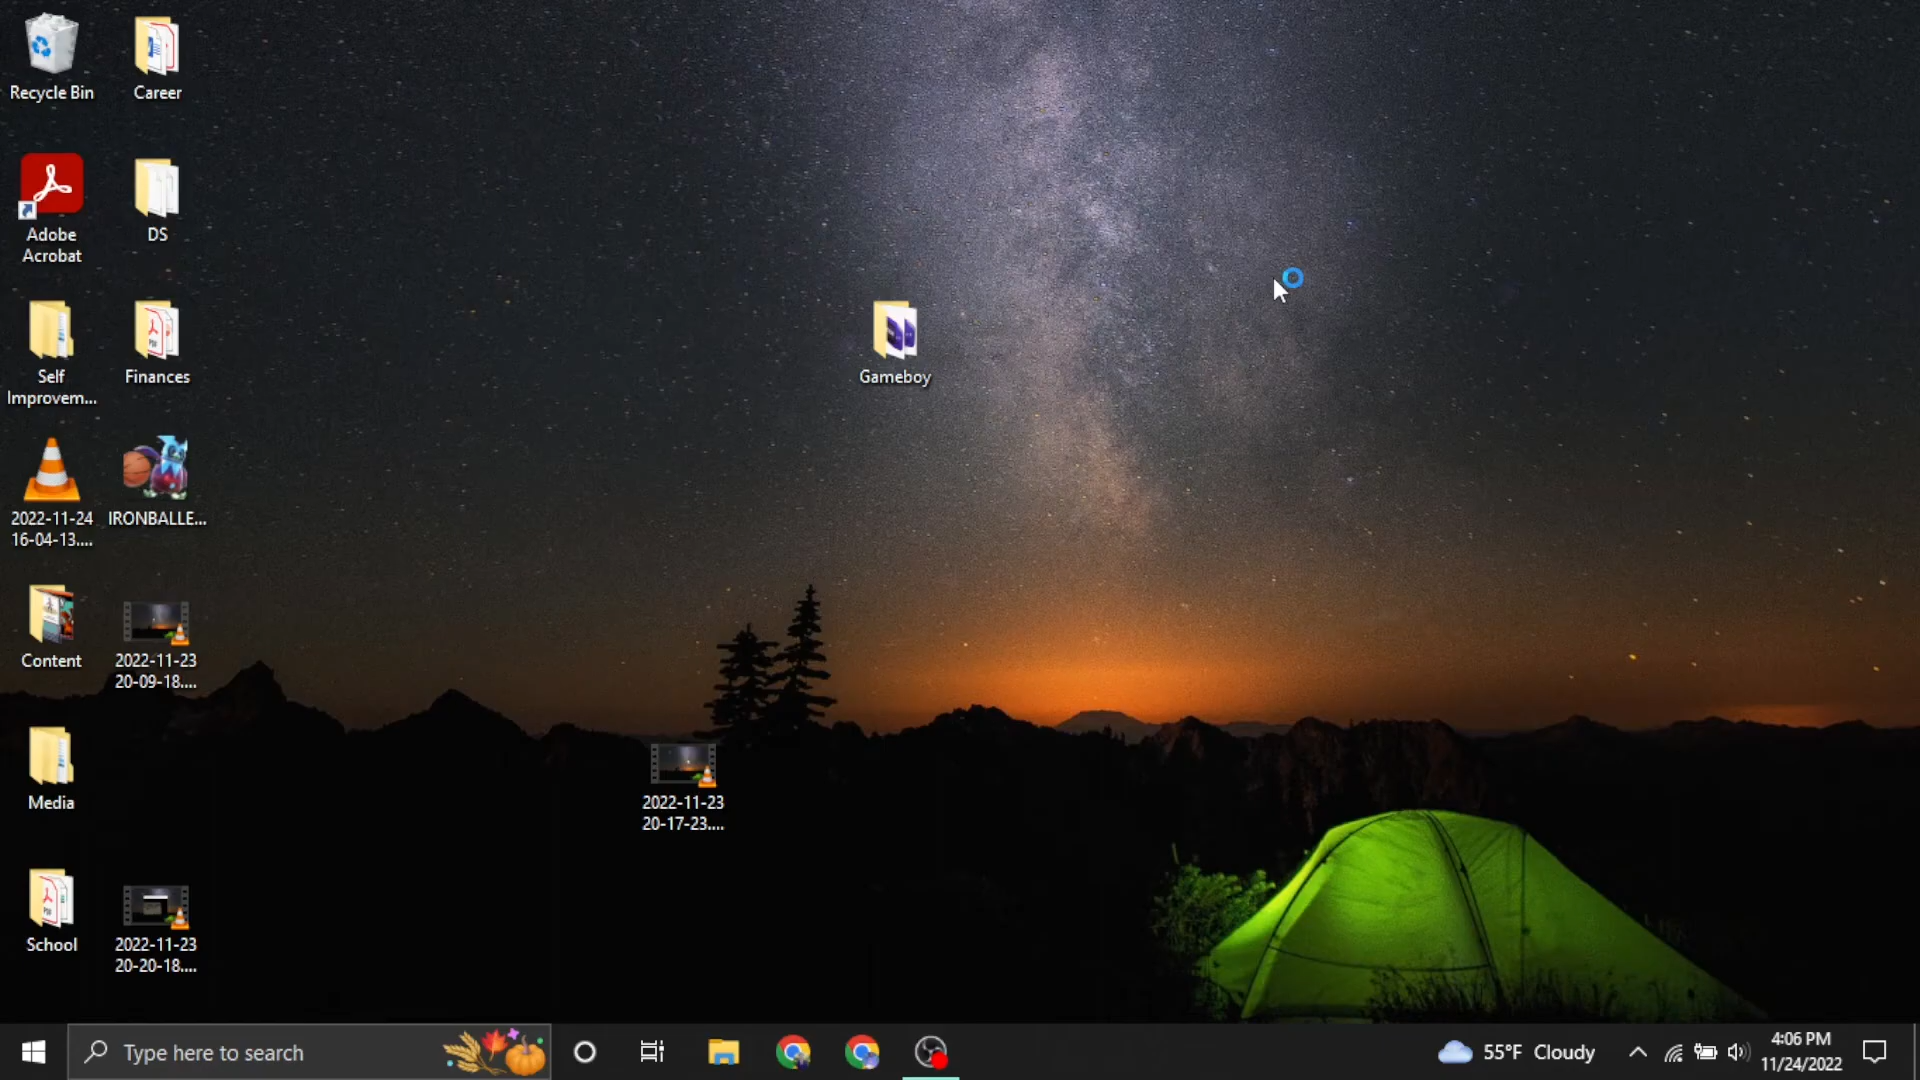 Recycle Bin
Career
Adobe
Acrobat
DS
Self
Improvem...
Finances
Gameboy
2022-11-24
16-04-13....
IRONBALLE...
Content
2022-11-23
20-09-18....
Media
2022-11-23
20-17-23....
School
2022-11-23
20-20-18....
Type here to search
55°F Cloudy
4:06 PM
11/24/2022